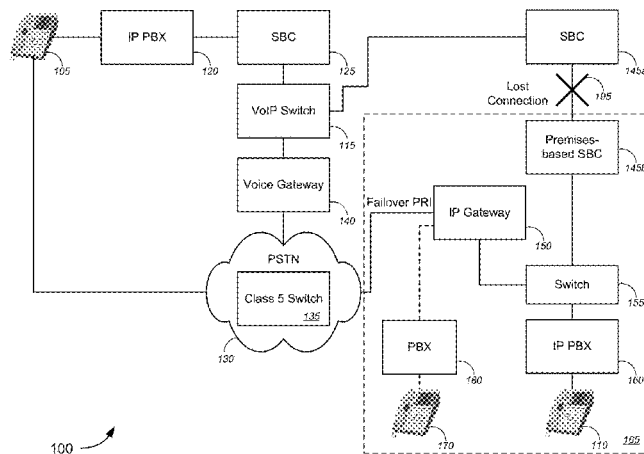 IP PBX
SBC
SBC
105
120
125
145a
Lost
Connection
195
VoIP Switch
115
Premises-
based SBC
145b
Voice Gateway
140
Failover PRI
IP Gateway
150
PSTN
Class 5 Switch
135
130
Switch
155
PBX
160
IP PBX
160
170
110
165
100